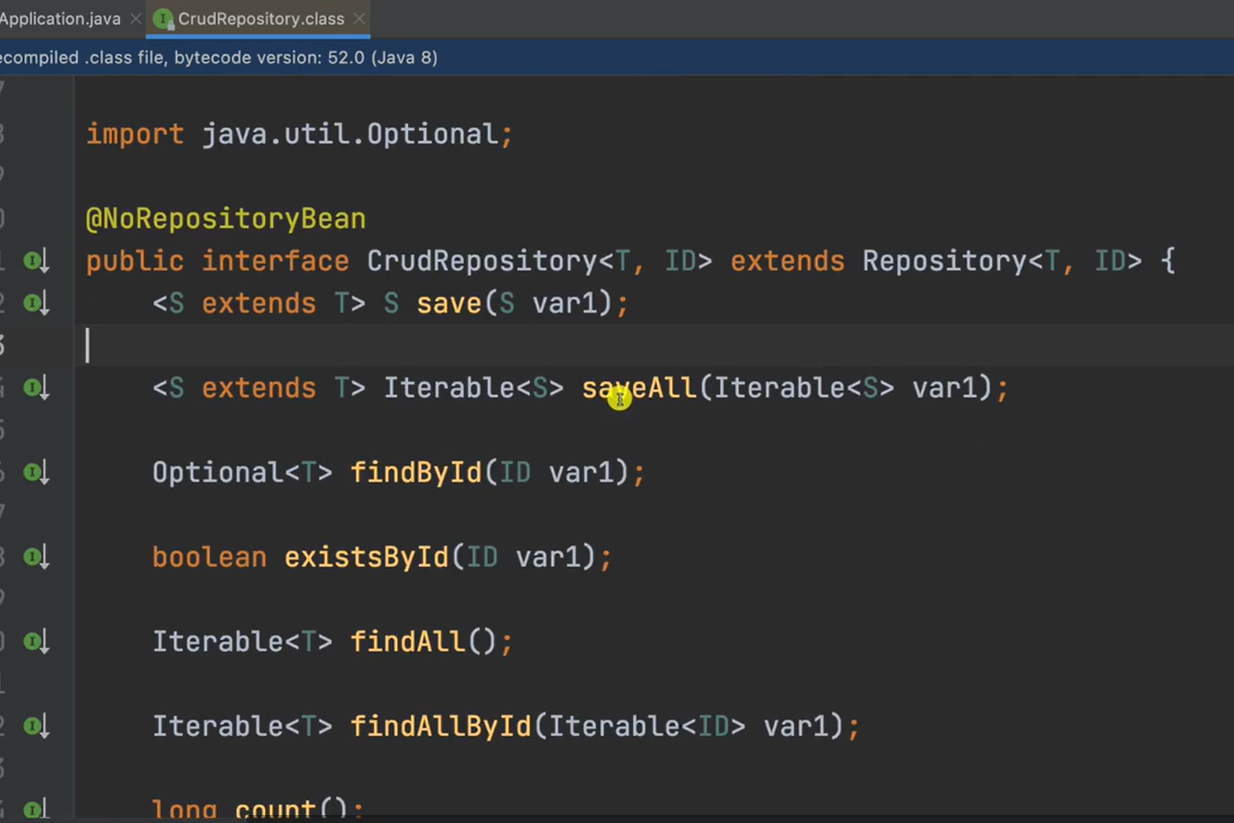 Application.java CrudRepository.class
ecompiled .class file, bytecode version: 52.0 (Java 8)
import java.util.Optional;
@NoRepositoryBean
public interface CrudRepository<T, ID> extends Repository<T, ID> {
<S extends T> S save(S var1);
<S extends T> Iterable<S> saveAll(Iterable<S> var1);
Optional<T> findById(ID var1);
boolean existsById(ID var1);
Iterable<T> findAll();
Iterable<T> findAllById(Iterable<ID> var1);
long count();